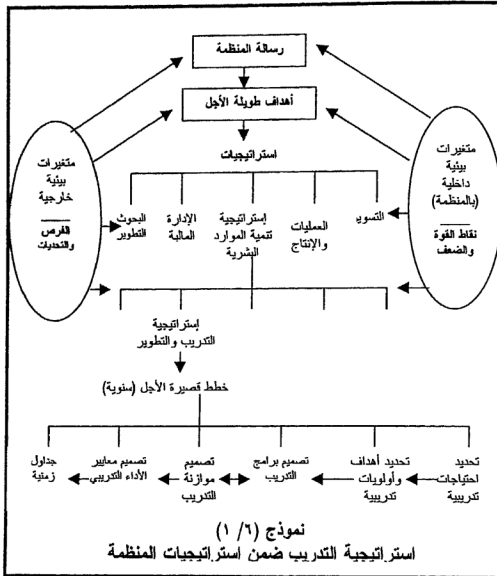 رسالة المنظمة
أهداف طويلة الأجل
استراتيجيات
متغيرات
بيئية
داخلية
(بالمنظمة)
نقاط القوة
والضعف
متغيرات
بيئية
خارجية
الفرص
والتحديات
التسويق
العمليات
والإنتاج
إستراتيجية
تنمية الموارد
البشرية
الإدارة
المالية
البحوث
التطوير
إستراتيجية
التدريب والتطوير
خطط قصيرة الأجل (سنوية)
تحديد
احتياجات
تدريبية
تحديد أهداف
وأولويات
تدريبية
تصميم برامج
التدريب
تصميم
موازنة
التدريب
تصميم معايير
الأداء التدريبي
جداول
زمنية
نموذج (٦/ ١)
استراتيجية التدريب ضمن استراتيجيات المنظمة